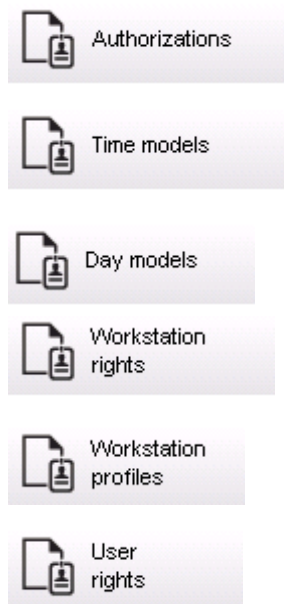 Authorizations
Time models
Day models
Workstation
rights
Workstation
profiles
User
rights